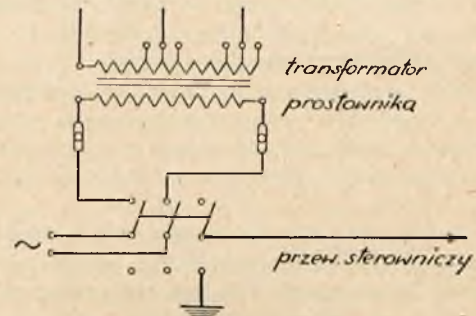 transformator
prostownika
~
przew. sterowniczy